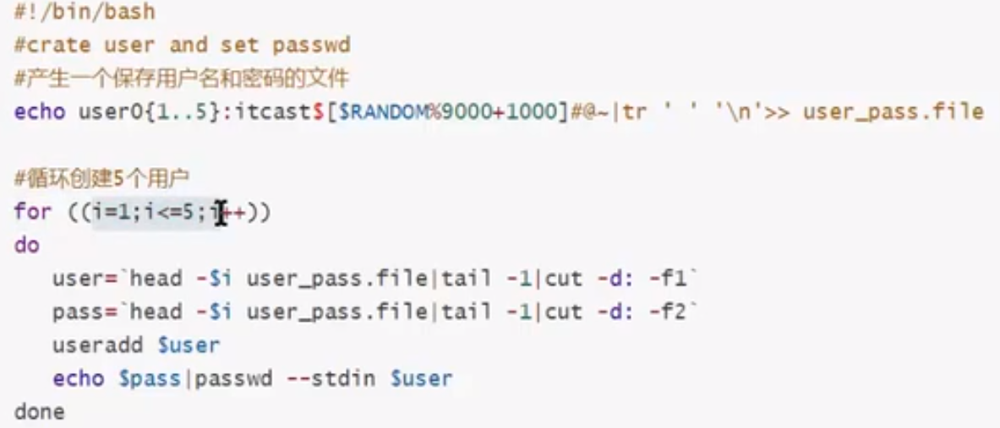 #!/bin/bash
#crate user and set passwd
#产生一个保存用户名和密码的文件
echo user0{1..5}:itcast$[$RANDOM%9000+1000]#@~|tr ' ' '\n'>> user_pass.file
#循环创建5个用户
for ((i=1;i<=5;i++))
do
user=`head -$i user_pass.file|tail -1|cut -d: -f1`
pass=`head -$i user_pass.file|tail -1|cut -d: -f2`
useradd $user
echo $pass|passwd --stdin $user
done